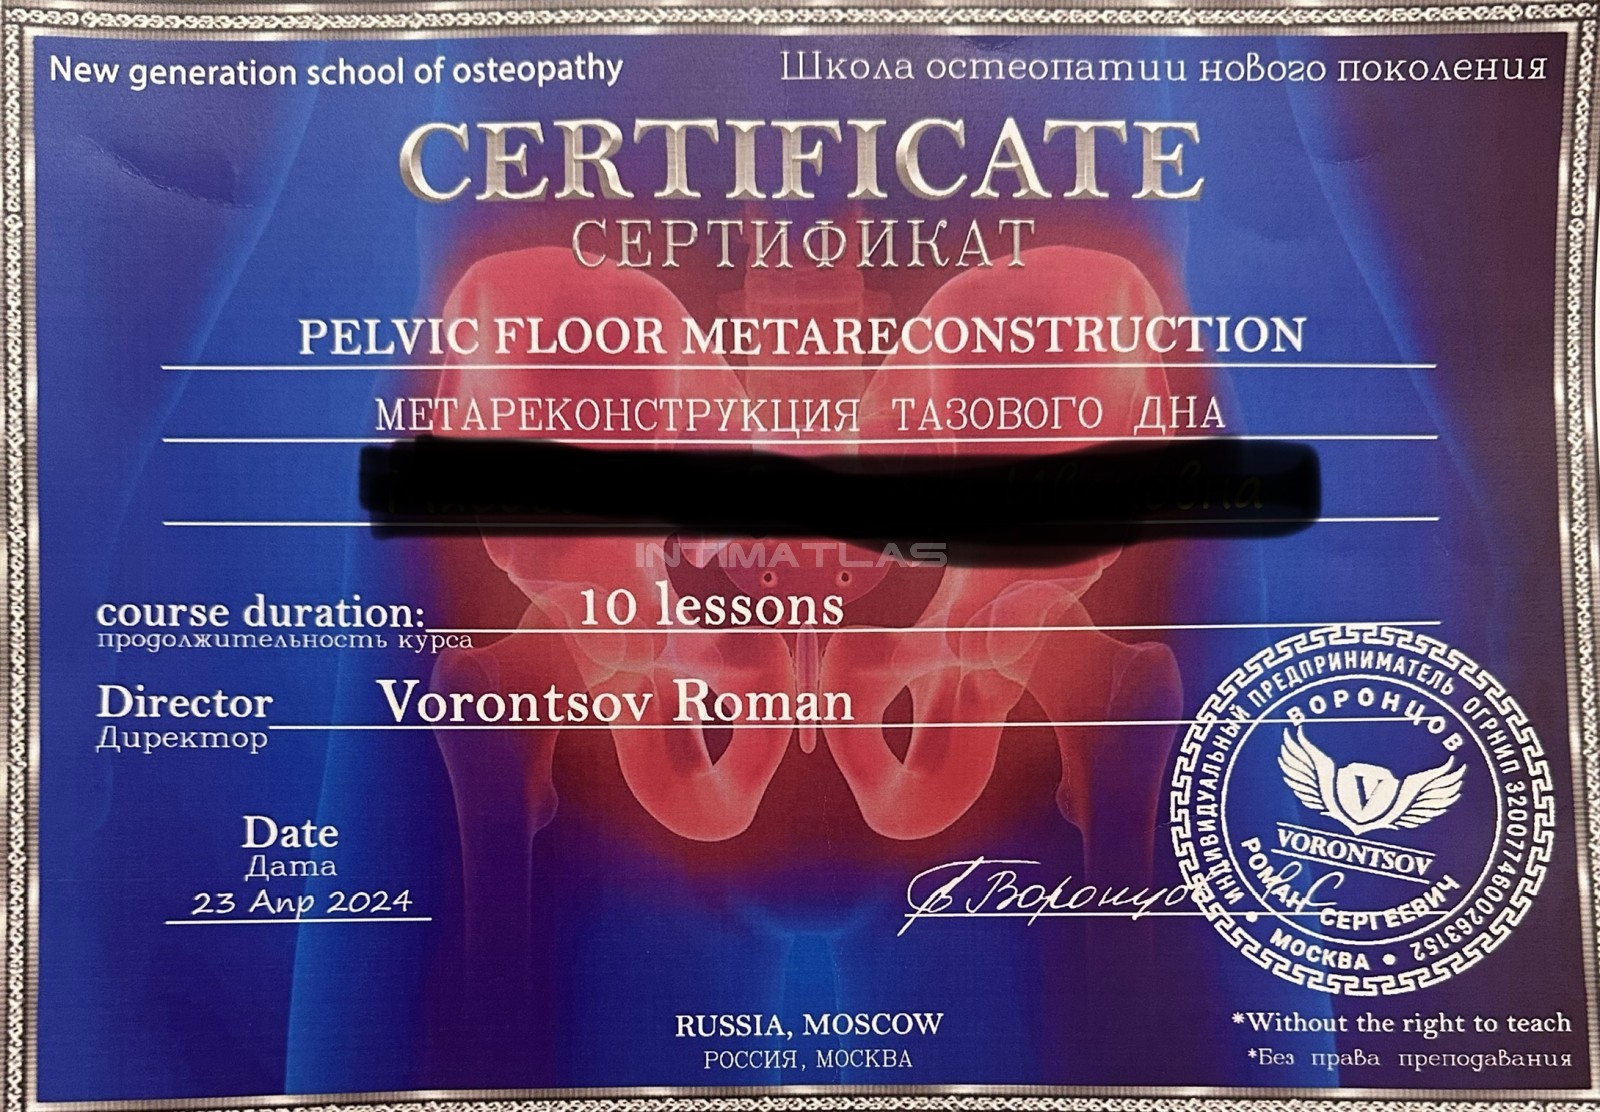 New generation school of osteopathy
Школа остеопатии нового поколения
CERTIFICATE
СЕРТИФИКАТ
PELVIC FLOOR METARECONSTRUCTION
МЕТАРЕКОНСТРУКЦИЯ ТАЗОВОГО ДНА
INTIMATLAS
course duration: 10 lessons
продолжительность курса
Director Vorontsov Roman
Директор
Date
Дата
23 Апр 2024
Воронцов
ИНДИВИДУАЛЬНЫЙ ПРЕДПРИНИМАТЕЛЬ ОГРНИП 320774600263152
ВОРОНЦОВ
V
VORONTSOV
РОМАН СЕРГЕЕВИЧ
МОСКВА
RUSSIA, MOSCOW
РОССИЯ, МОСКВА
*Without the right to teach
*Без права преподавания